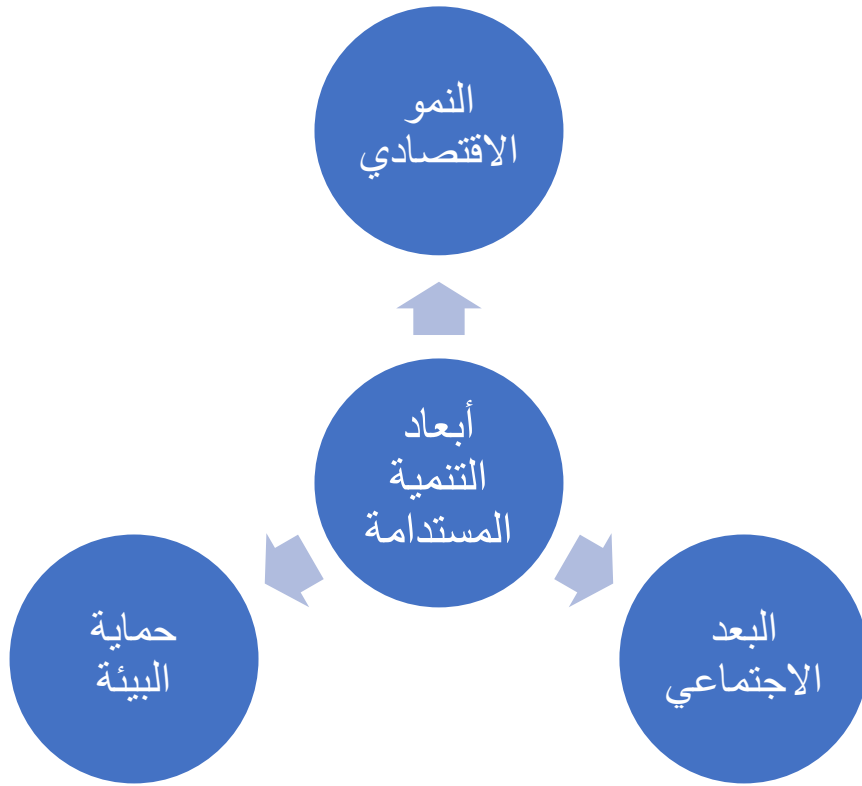 النمو
الاقتصادي
أبعاد
التنمية
المستدامة
البعد
الاجتماعي
حماية
البيئة